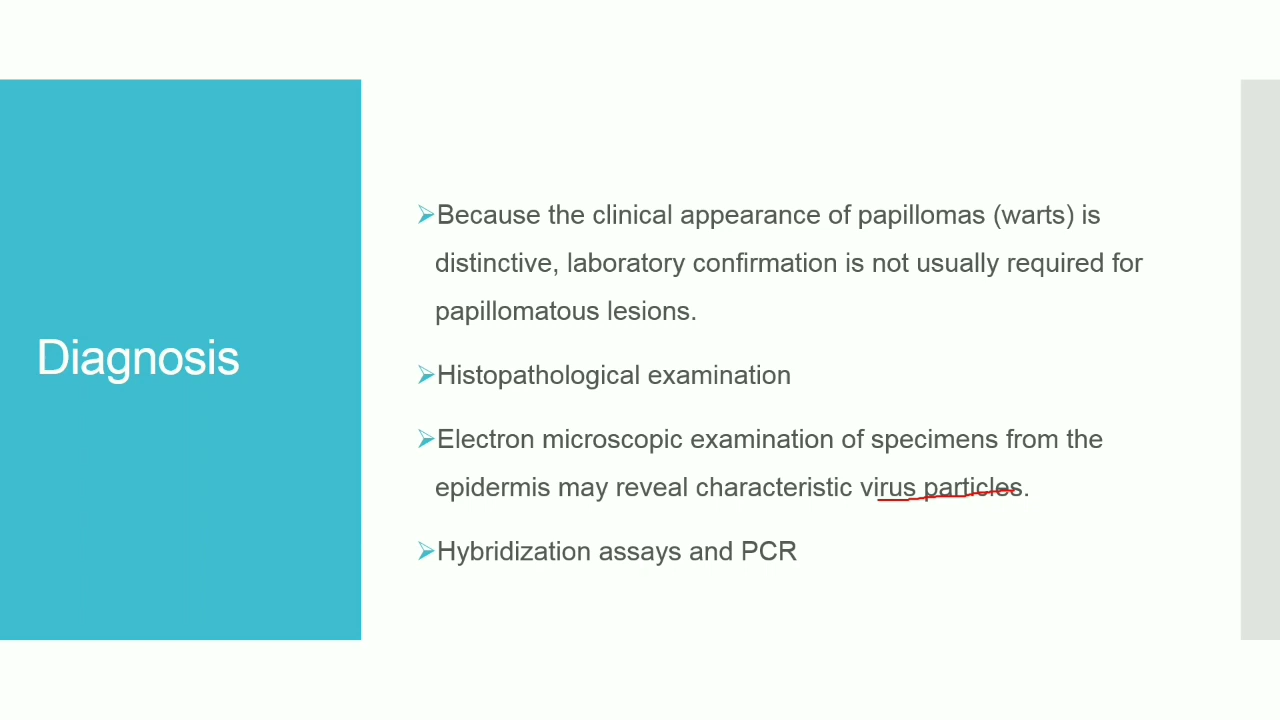 Diagnosis
Because the clinical appearance of papillomas (warts) is
distinctive, laboratory confirmation is not usually required for
papillomatous lesions.
Histopathological examination
Electron microscopic examination of specimens from the
epidermis may reveal characteristic virus particles.
Hybridization assays and PCR